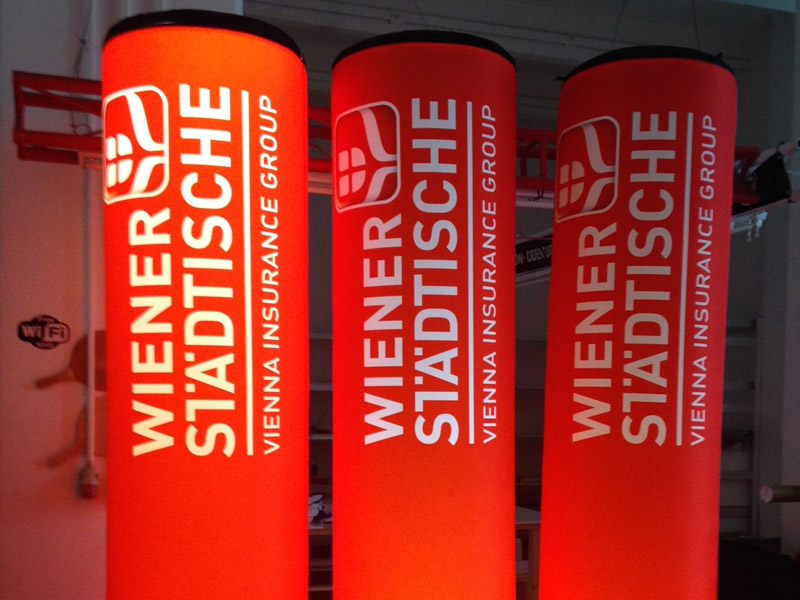 WIENER
STÄDTISCHE
VIENNA INSURANCE GROUP
WIENER
STÄDTISCHE
VIENNA INSURANCE GROUP
WIENER
STÄDTISCHE
VIENNA INSURANCE GROUP
WiFi